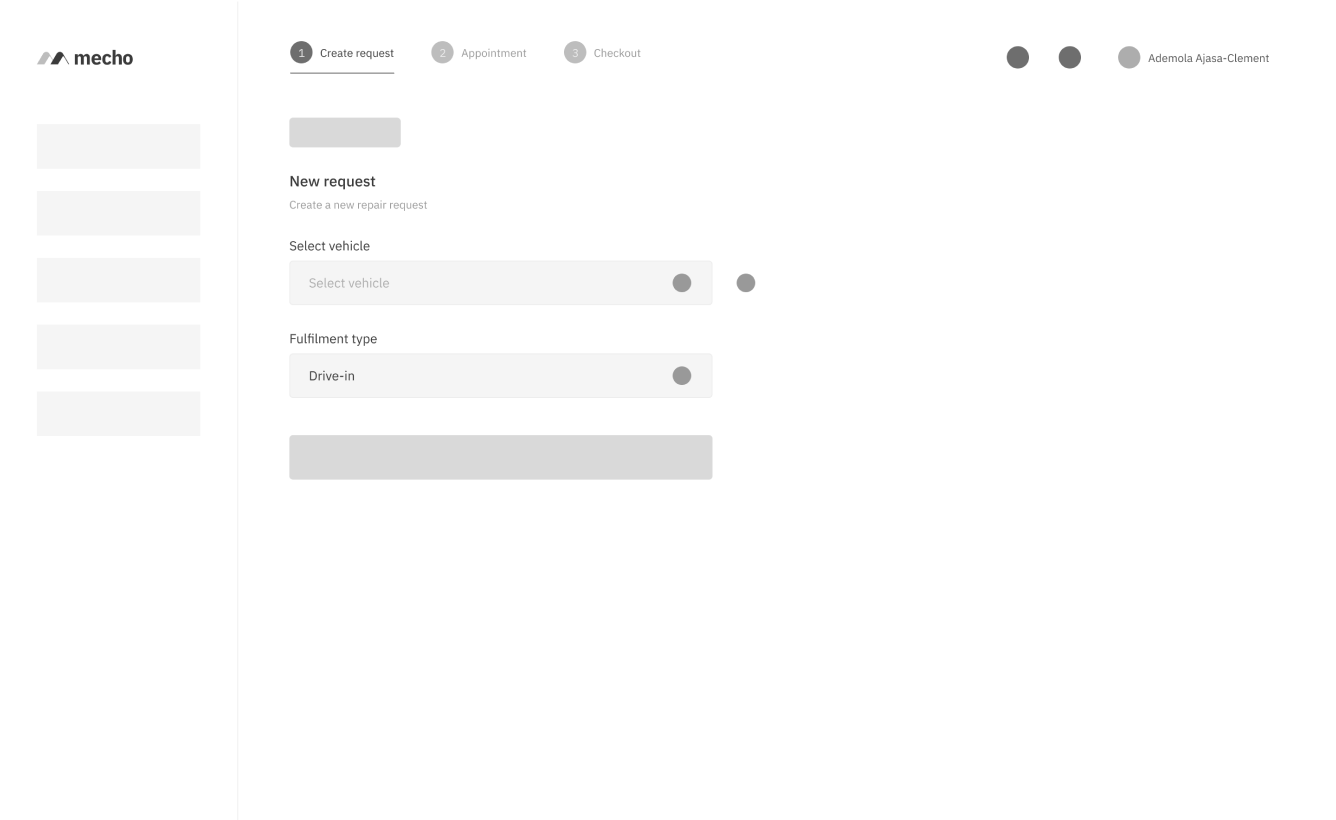 mecho
1 Create request
2 Appointment
3 Checkout
Ademola Ajasa-Clement
New request
Create a new repair request
Select vehicle
Select vehicle
Fulfilment type
Drive-in